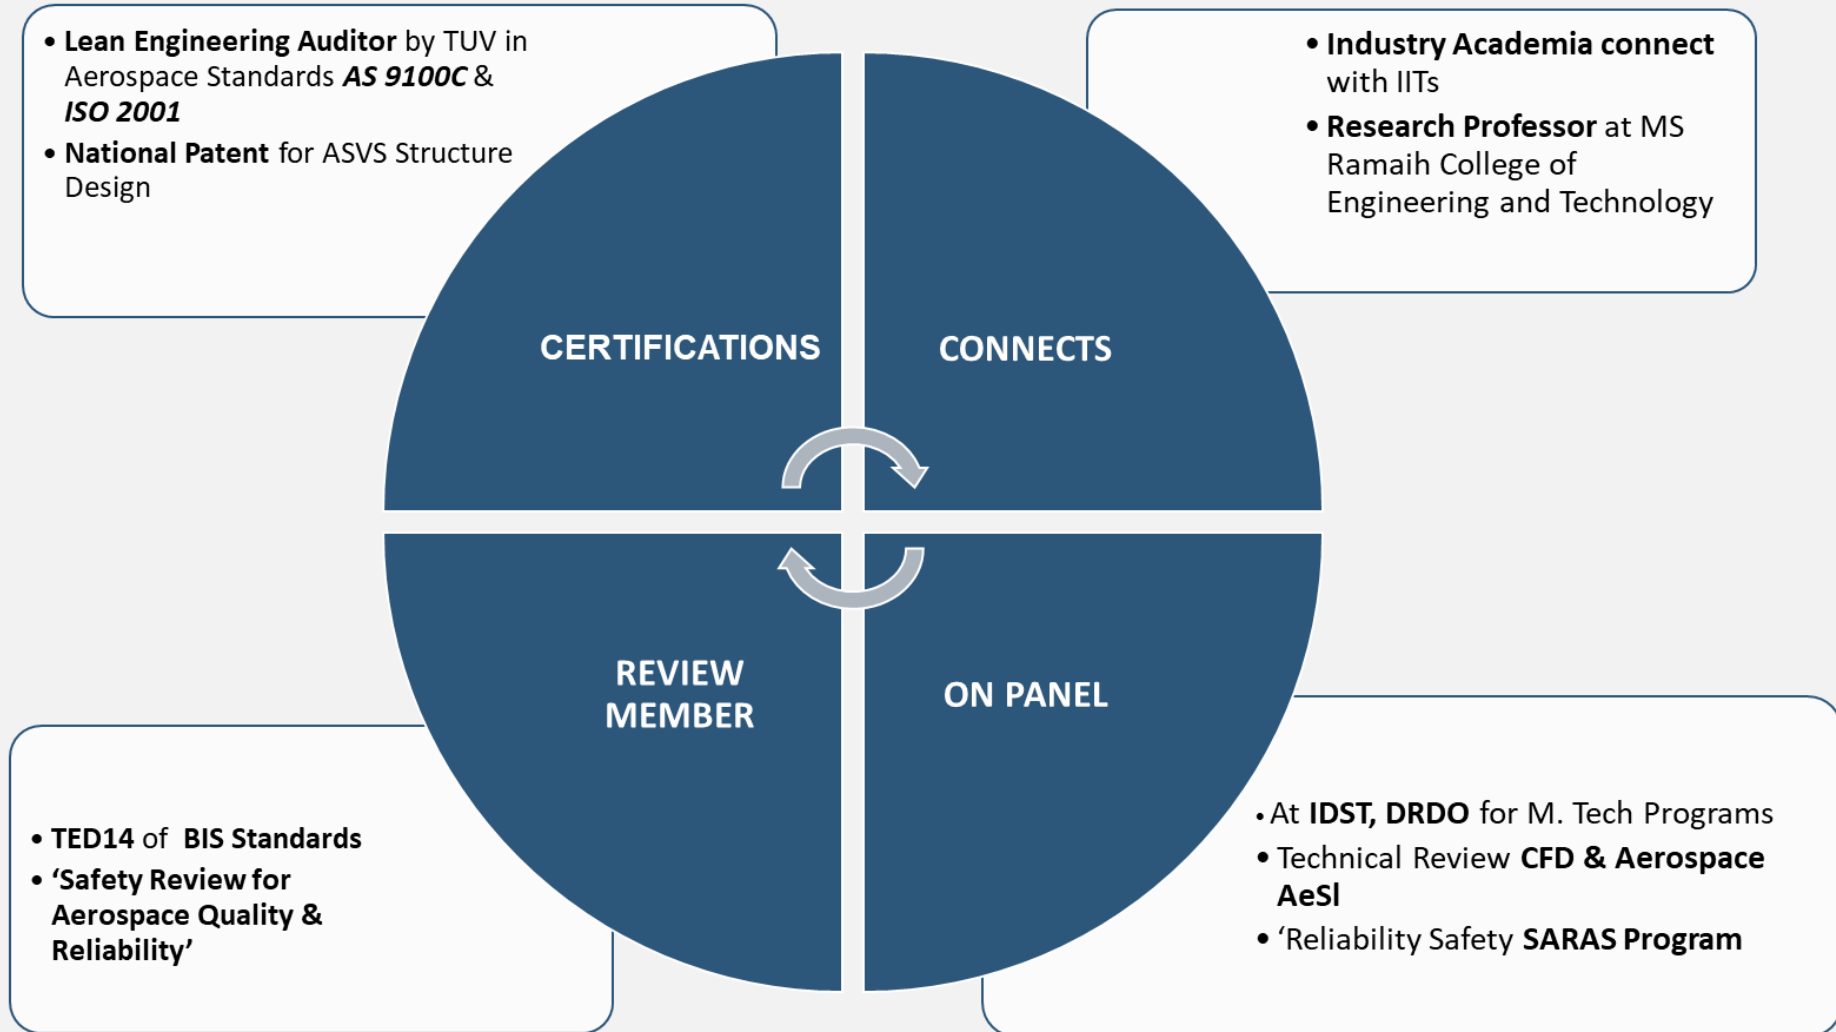 • Lean Engineering Auditor by TUV in
Aerospace Standards AS 9100C &
ISO 2001
• National Patent for ASVS Structure
Design
• Industry Academia connect
with IITs
• Research Professor at MS
Ramaih College of
Engineering and Technology
CERTIFICATIONS
CONNECTS
REVIEW
MEMBER
ON PANEL
• TED14 of BIS Standards
• ‘Safety Review for
Aerospace Quality &
Reliability’
• At IDST, DRDO for M. Tech Programs
• Technical Review CFD & Aerospace
AeSl
• ‘Reliability Safety SARAS Program